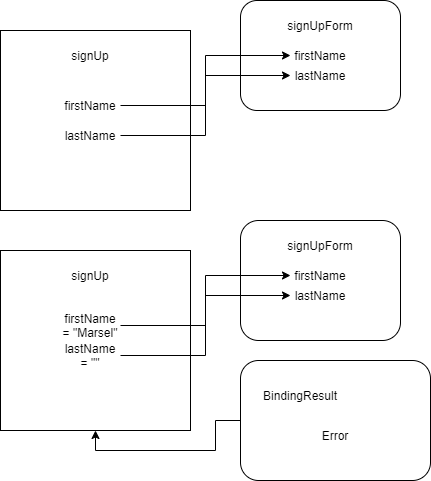 signUpForm
signUp
firstName
lastName
firstName
lastName
signUpForm
signUp
firstName
lastName
firstName
= "Marsel"
lastName
= ""
BindingResult
Error